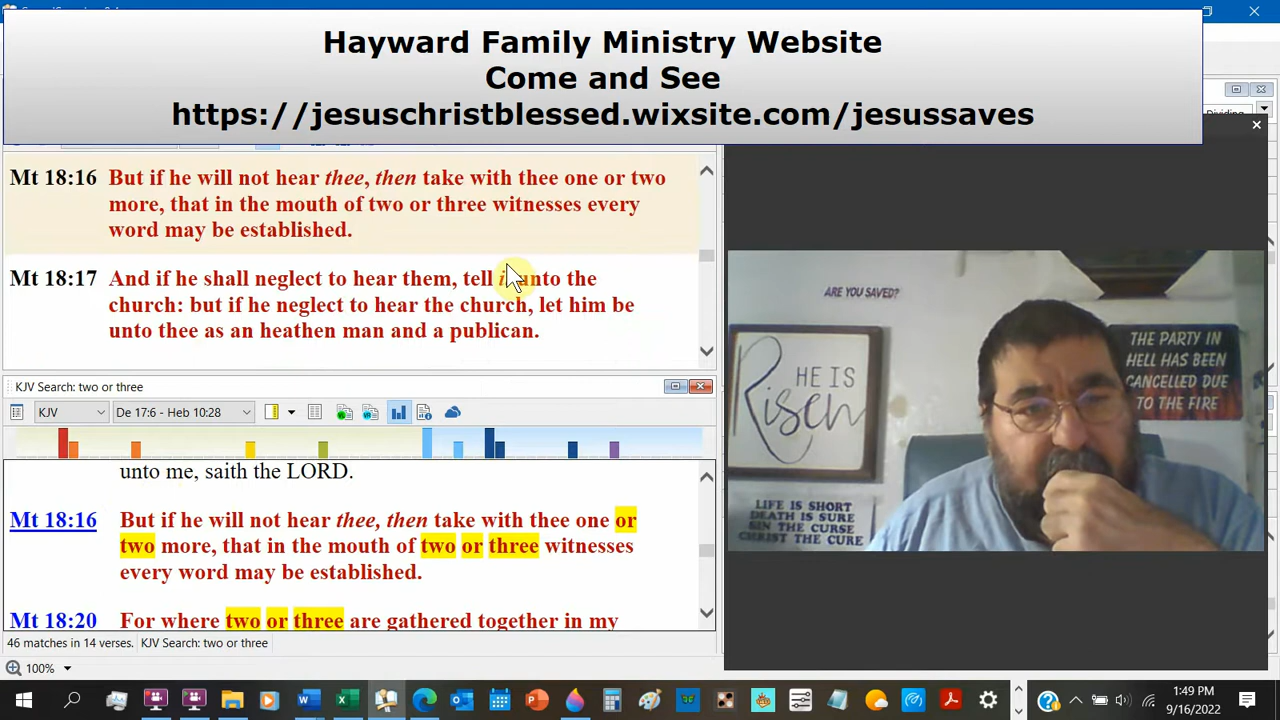 Hayward Family Ministry Website
Come and See
https://jesuschristblessed.wixsite.com/jesussaves
Mt 18:16 But if he will not hear thee, then take with thee one or two
more, that in the mouth of two or three witnesses every
word may be established.
Mt 18:17 And if he shall neglect to hear them, tell unto the
church: but if he neglect to hear the church, let him be
unto thee as an heathen man and a publican.
KJV Search: two or three
KJV
De 17:6 - Heb 10:28
unto me, saith the LORD.
Mt 18:16 But if he will not hear thee, then take with thee one or
two more, that in the mouth of two or three witnesses
every word may be established.
Mt 18:20 For where two or three are gathered together in my
46 matches in 14 verses. KJV Search: two or three
100%
ARE YOU SAVED?
HE IS
Risen
THE PARTY IN
HELL HAS BEEN
CANCELLED DUE
TO THE FIRE
LIFE IS SHORT
DEATH IS SURE
SIN THE CURSE
CHRIST THE CURE
1:49 PM
9/16/2022